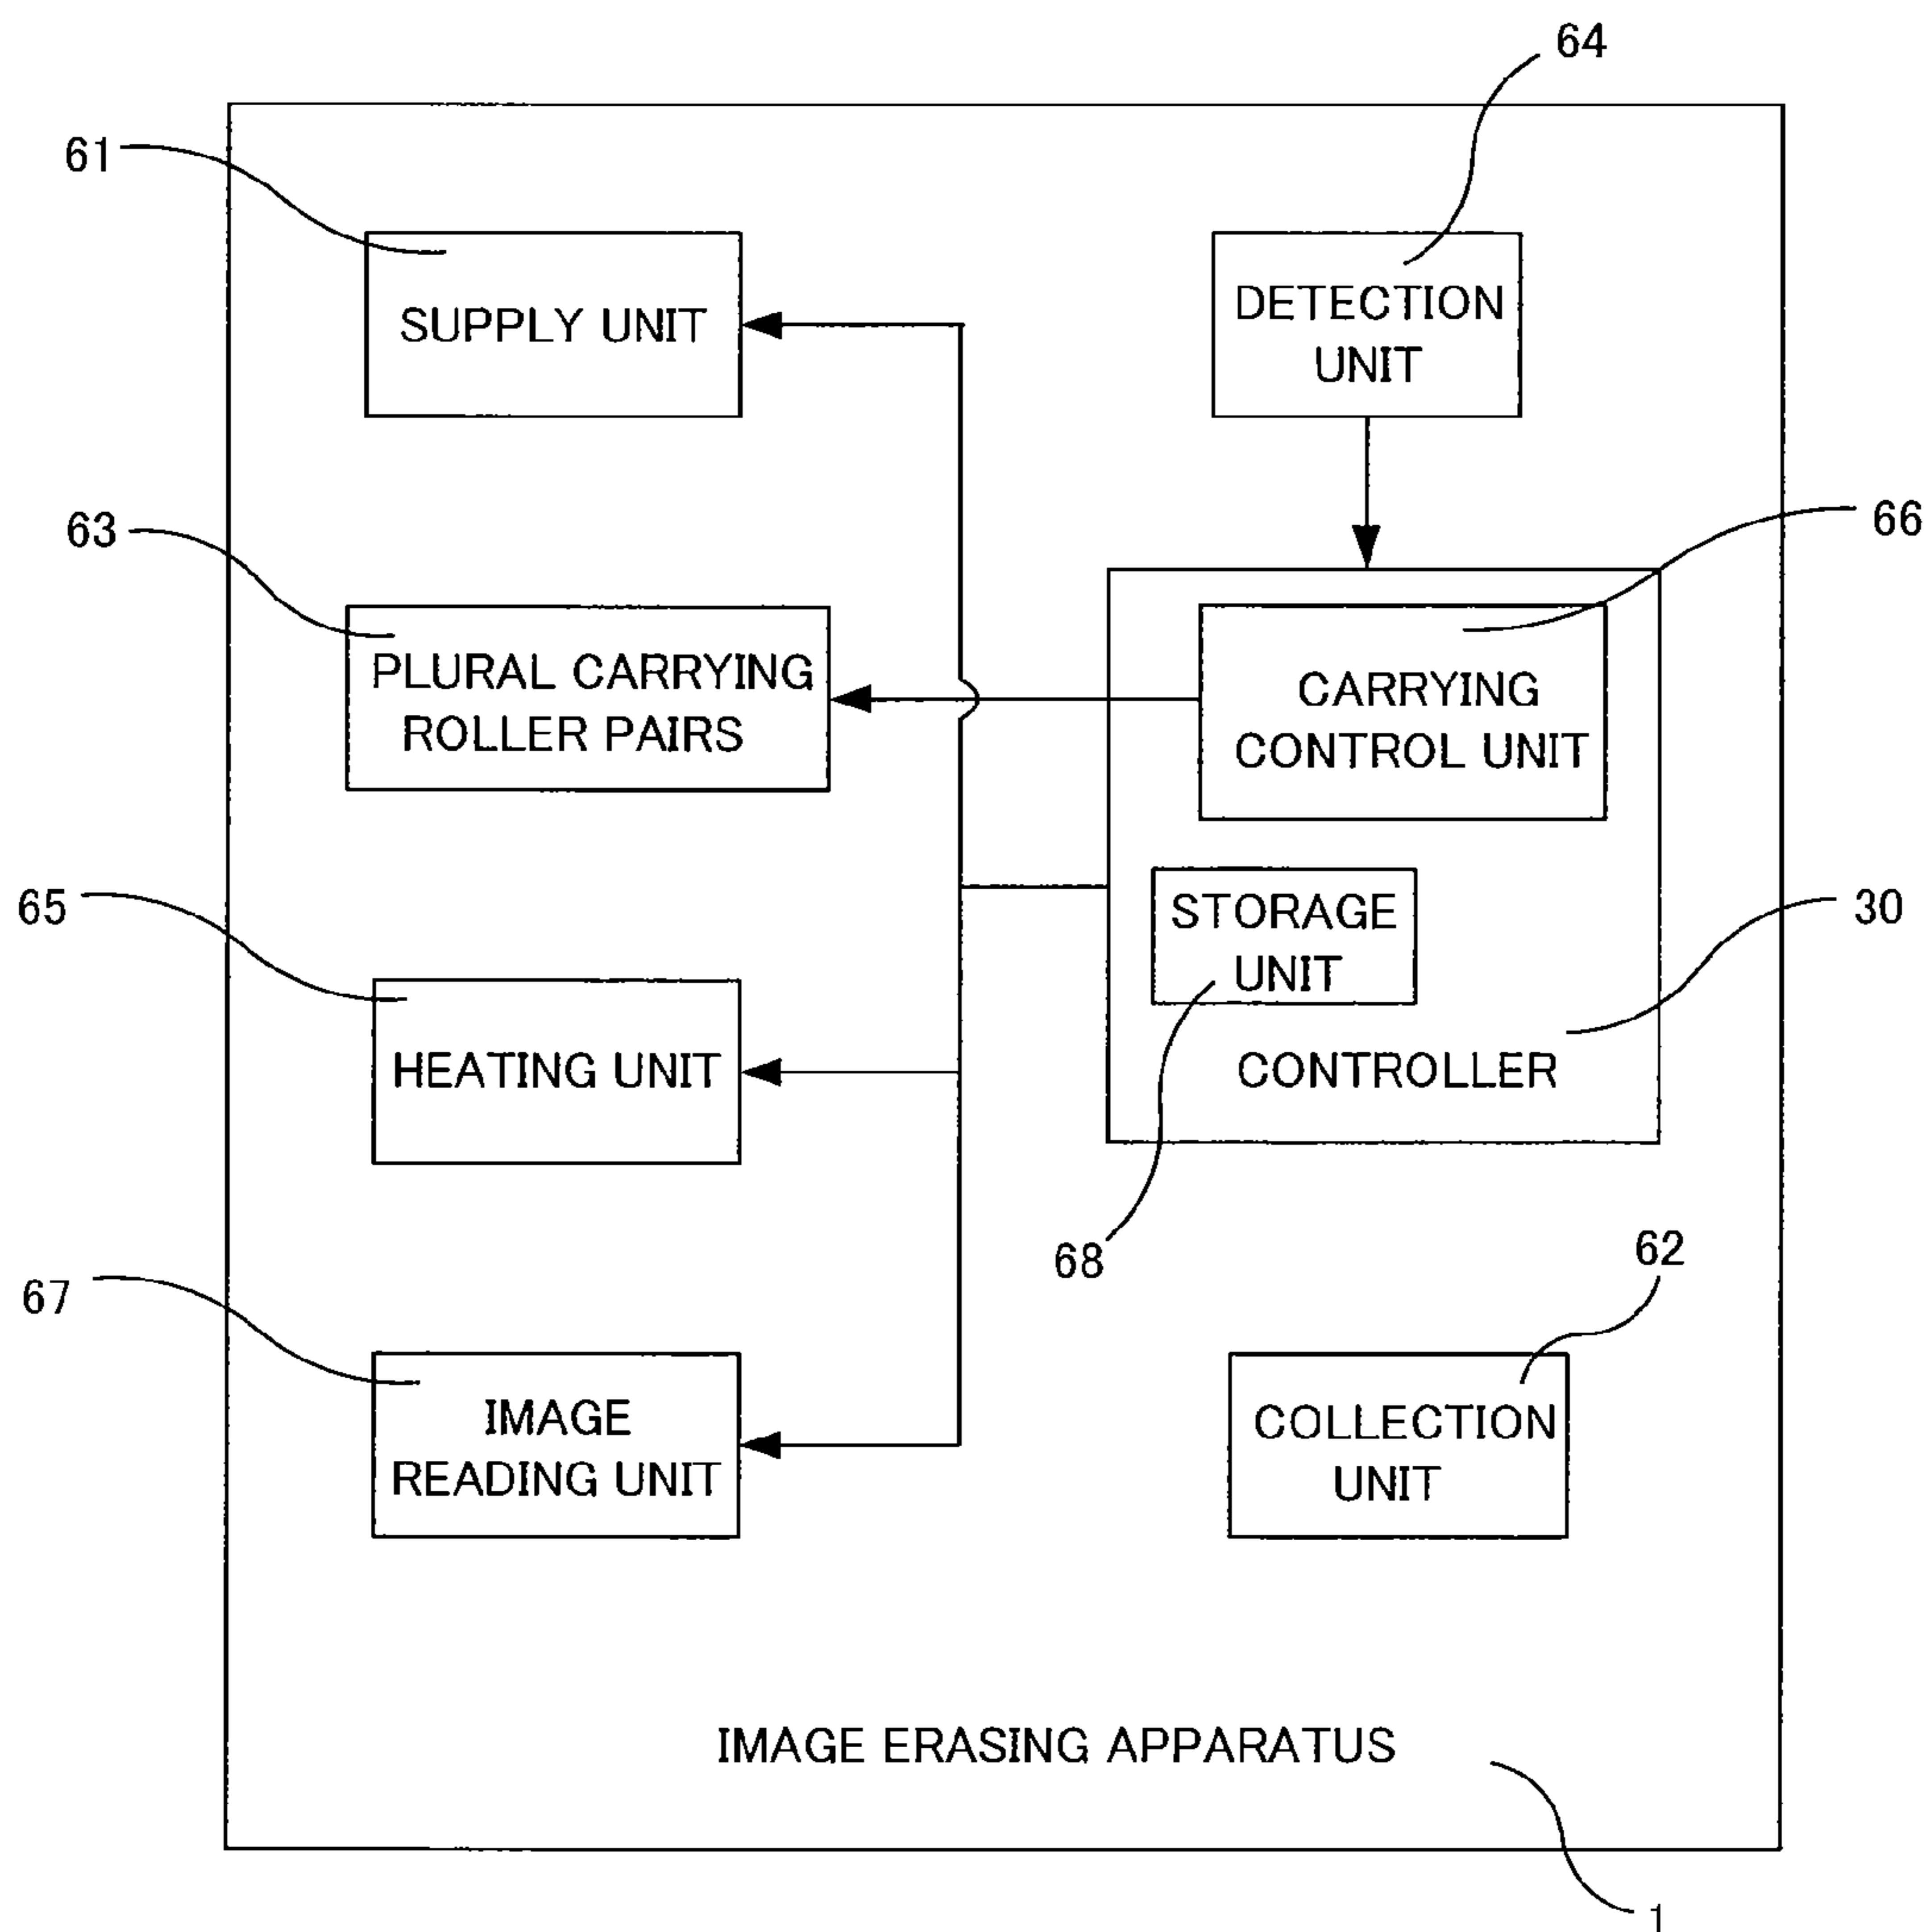 64
61
SUPPLY UNIT
DETECTION
UNIT
63
66
PLURAL CARRYING
ROLLER PAIRS
CARRYING
CONTROL UNIT
65
STORAGE
UNIT
30
HEATING UNIT
CONTROLLER
68
62
67
IMAGE
READING UNIT
COLLECTION
UNIT
IMAGE ERASING APPARATUS
1